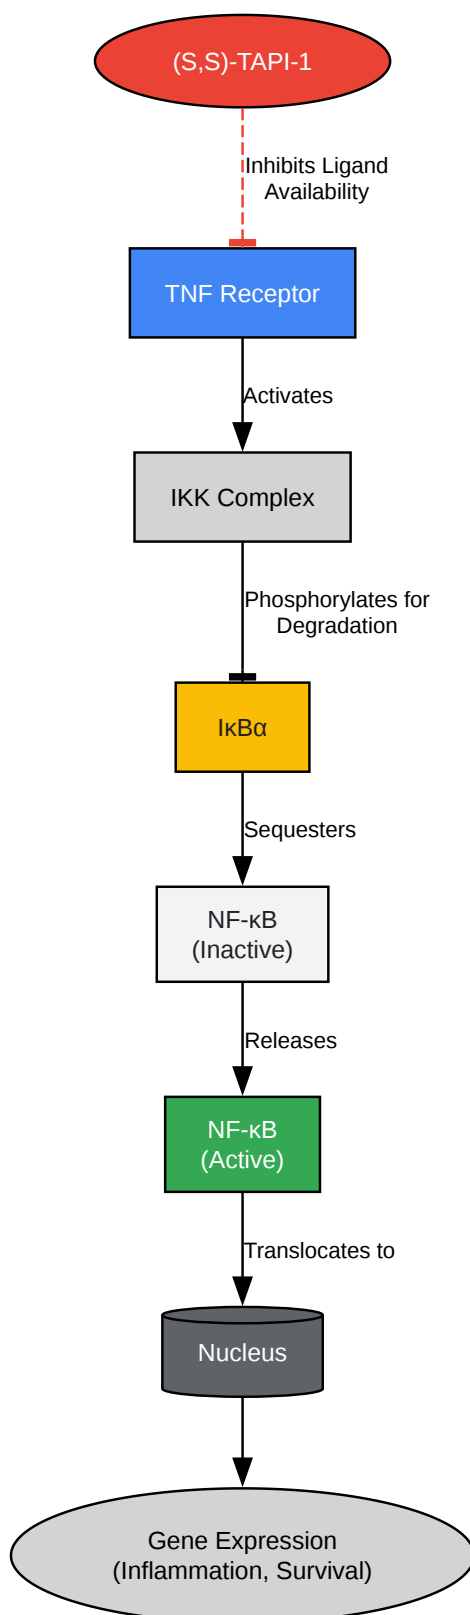 (S,S)-TAPI-1
Inhibits Ligand
Availability
TNF Receptor
Activates
IKK Complex
Phosphorylates for
Degradation
IκBα
Sequesters
NF-κB
(Inactive)
Releases
NF-κB
(Active)
Translocates to
Nucleus
Gene Expression
(Inflammation, Survival)